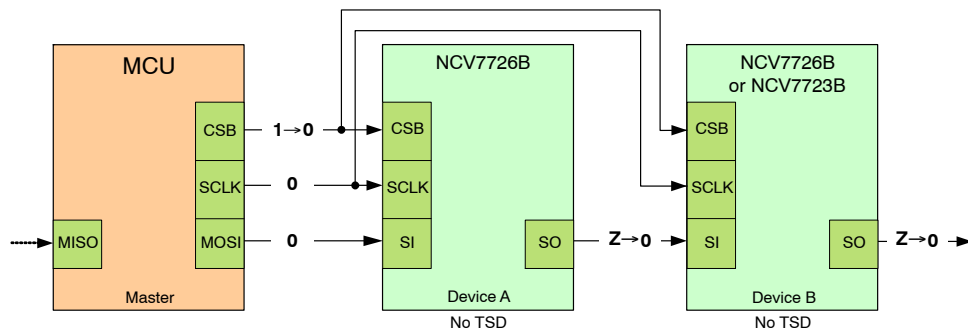 MCU
NCV7726B
NCV7726B
or NCV7723B
CSB
1→0
CSB
CSB
SCLK
0
SCLK
SCLK
MISO
MOSI
0
SI
SO
Z→0
SI
SO
Z→0
Master
Device A
Device B
No TSD
No TSD